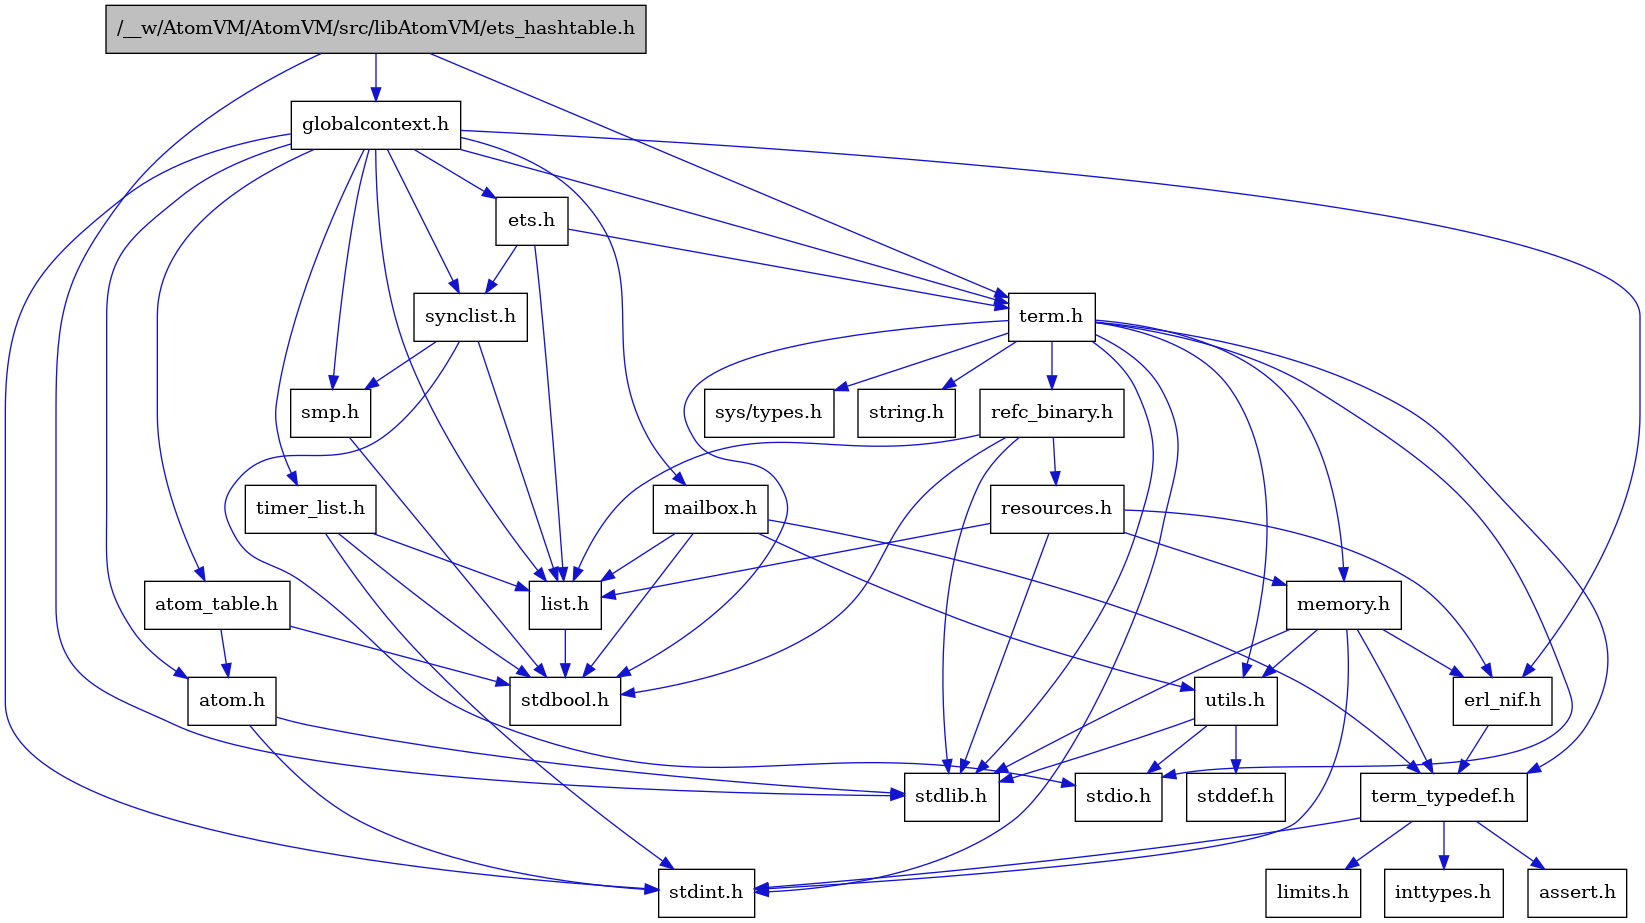 /__w/AtomVM/AtomVM/src/libAtomVM/ets_hashtable.h
globalcontext.h
ets.h
synclist.h
term.h
smp.h
sys/types.h
string.h
refc_binary.h
timer_list.h
mailbox.h
resources.h
atom_table.h
list.h
memory.h
atom.h
stdbool.h
utils.h
erl_nif.h
stdlib.h
stdio.h
stddef.h
term_typedef.h
stdint.h
limits.h
inttypes.h
assert.h